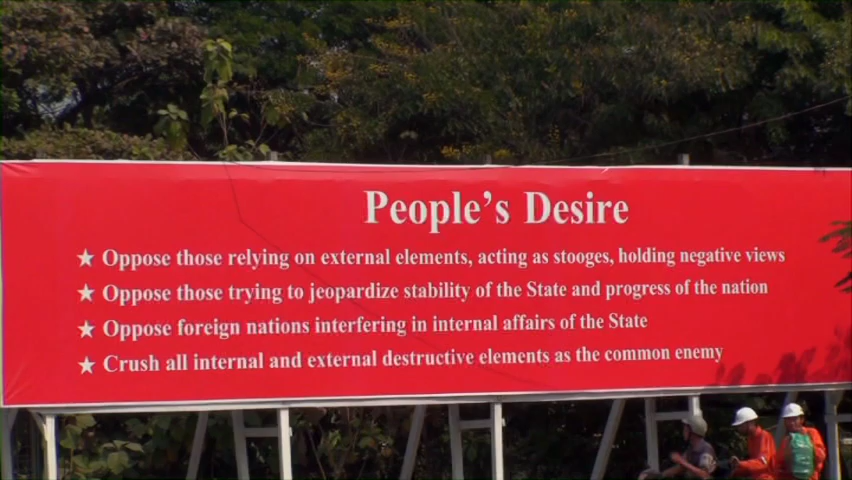 People's Desire
★ Oppose those relying on external elements, acting as stooges, holding negative views
★ Oppose those trying to jeopardize stability of the State and progress of the nation
★ Oppose foreign nations interfering in internal affairs of the State
★ Crush all internal and external destructive elements as the common enemy